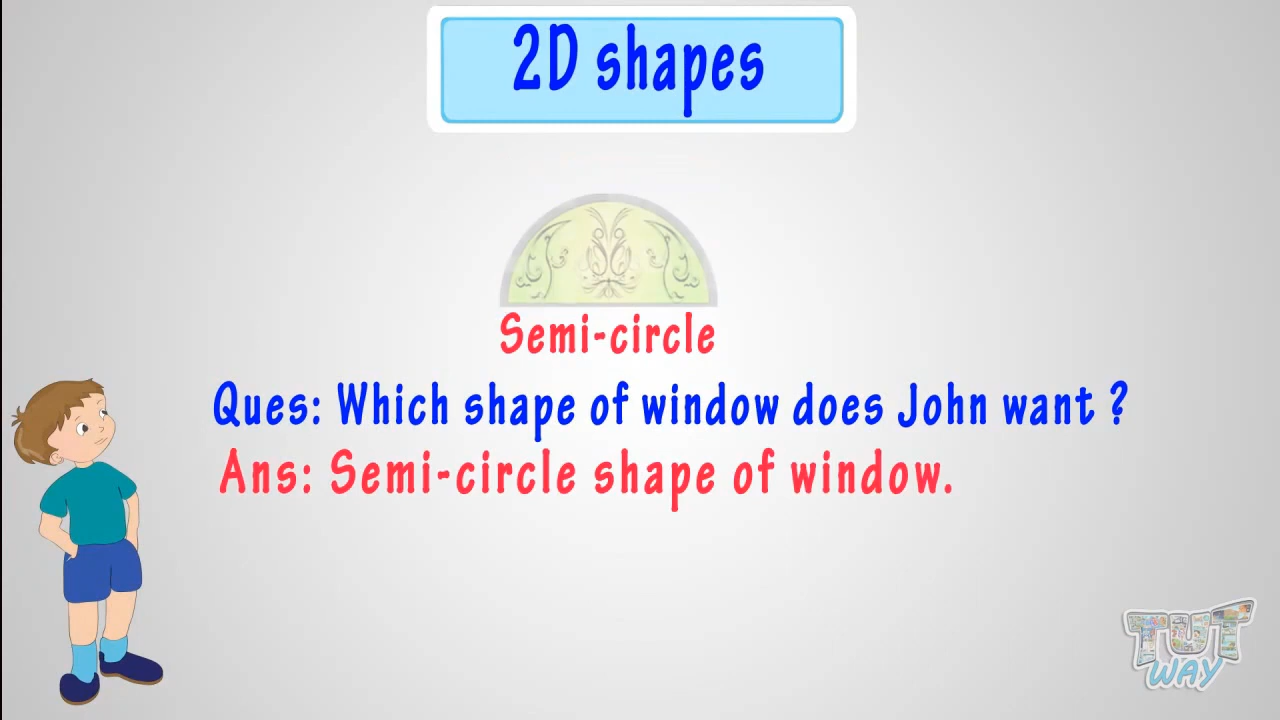 2D shapes
Semi-circle
Ques: Which shape of window does John want ?
Ans: Semi-circle shape of window.
TUT
WAY